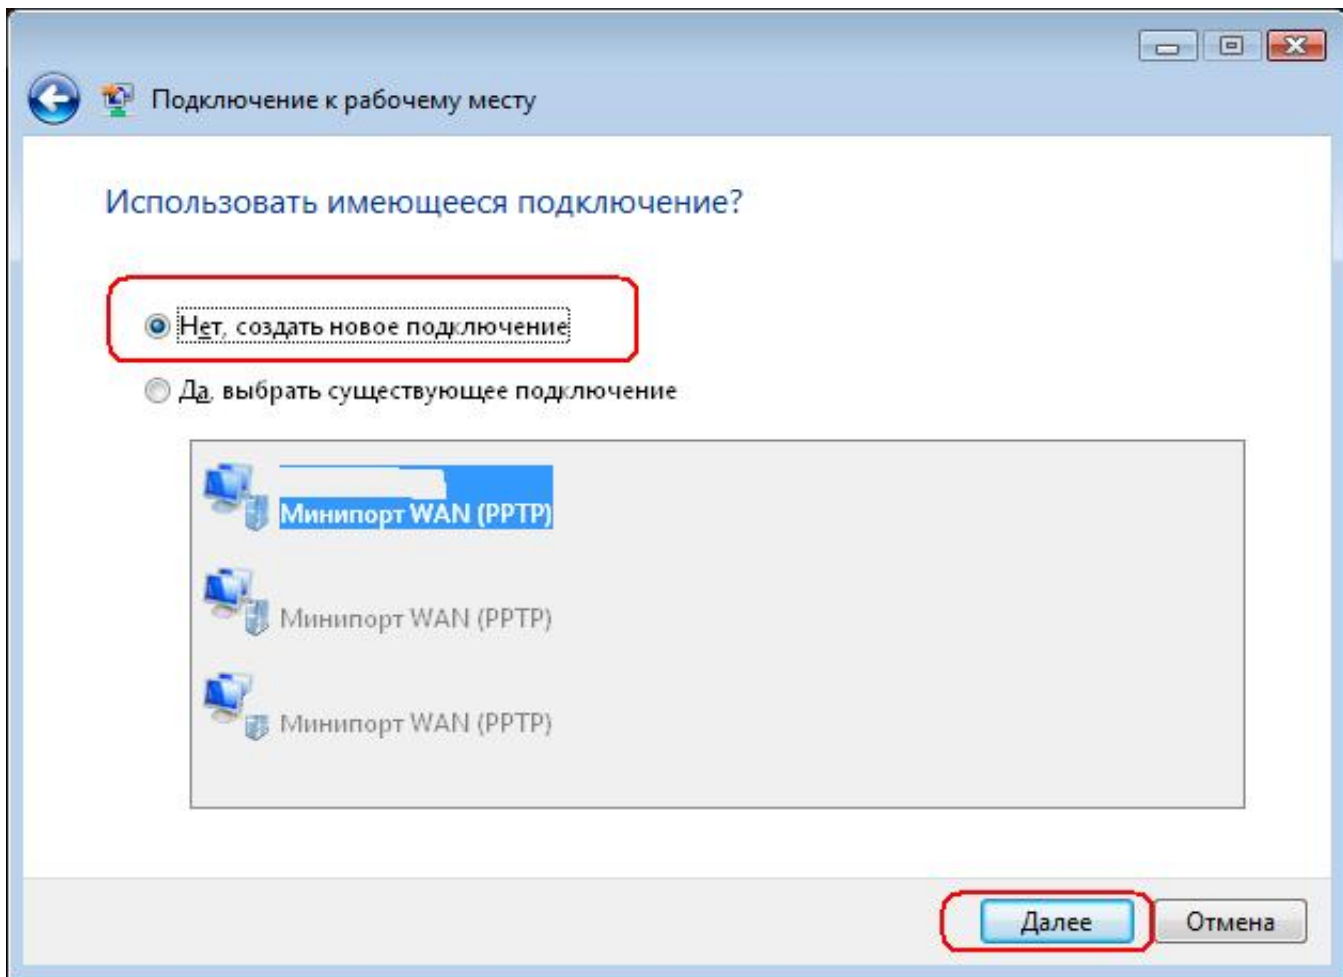 Подключение к рабочему месту
Использовать имеющееся подключение?
Нет, создать новое подключение
Да, выбрать существующее подключение
Минипорт WAN (PPTP)
Минипорт WAN (PPTP)
Минипорт WAN (PPTP)
Далее
Отмена